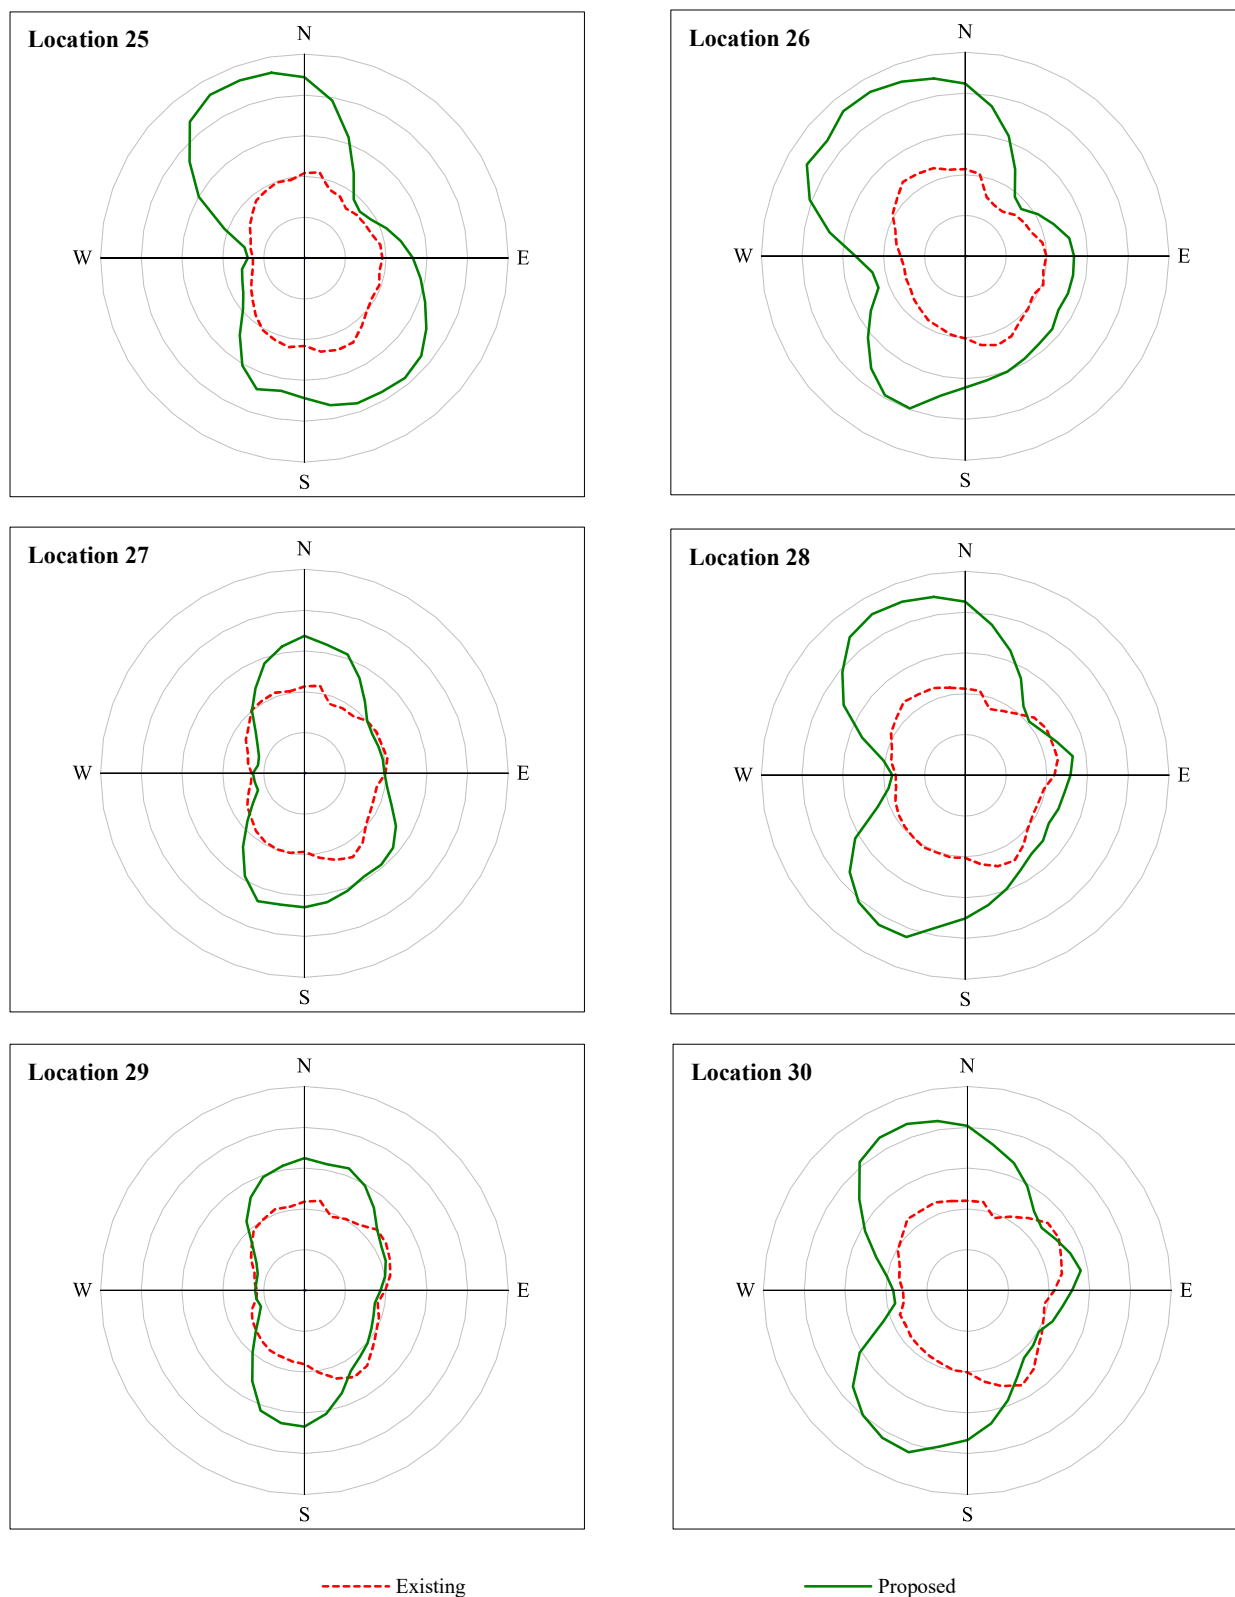 Location 25
N
W
E
S
Location 26
N
W
E
S
Location 27
N
W
E
S
Location 28
N
W
E
S
Location 29
N
W
E
S
Location 30
N
W
E
S
Existing
Proposed